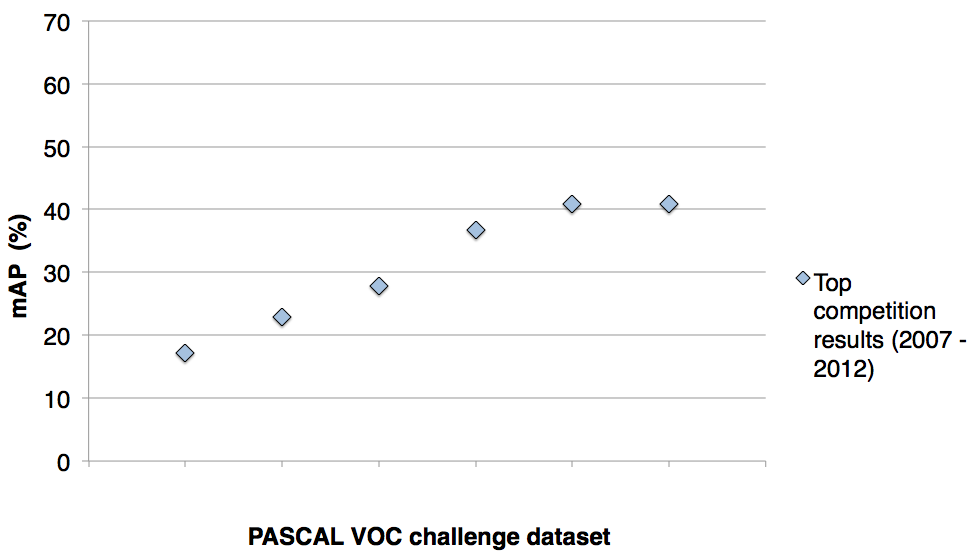 70
60
50
40
30
20
10
0
mAP (%)
PASCAL VOC challenge dataset
Top
competition
results (2007 -
2012)